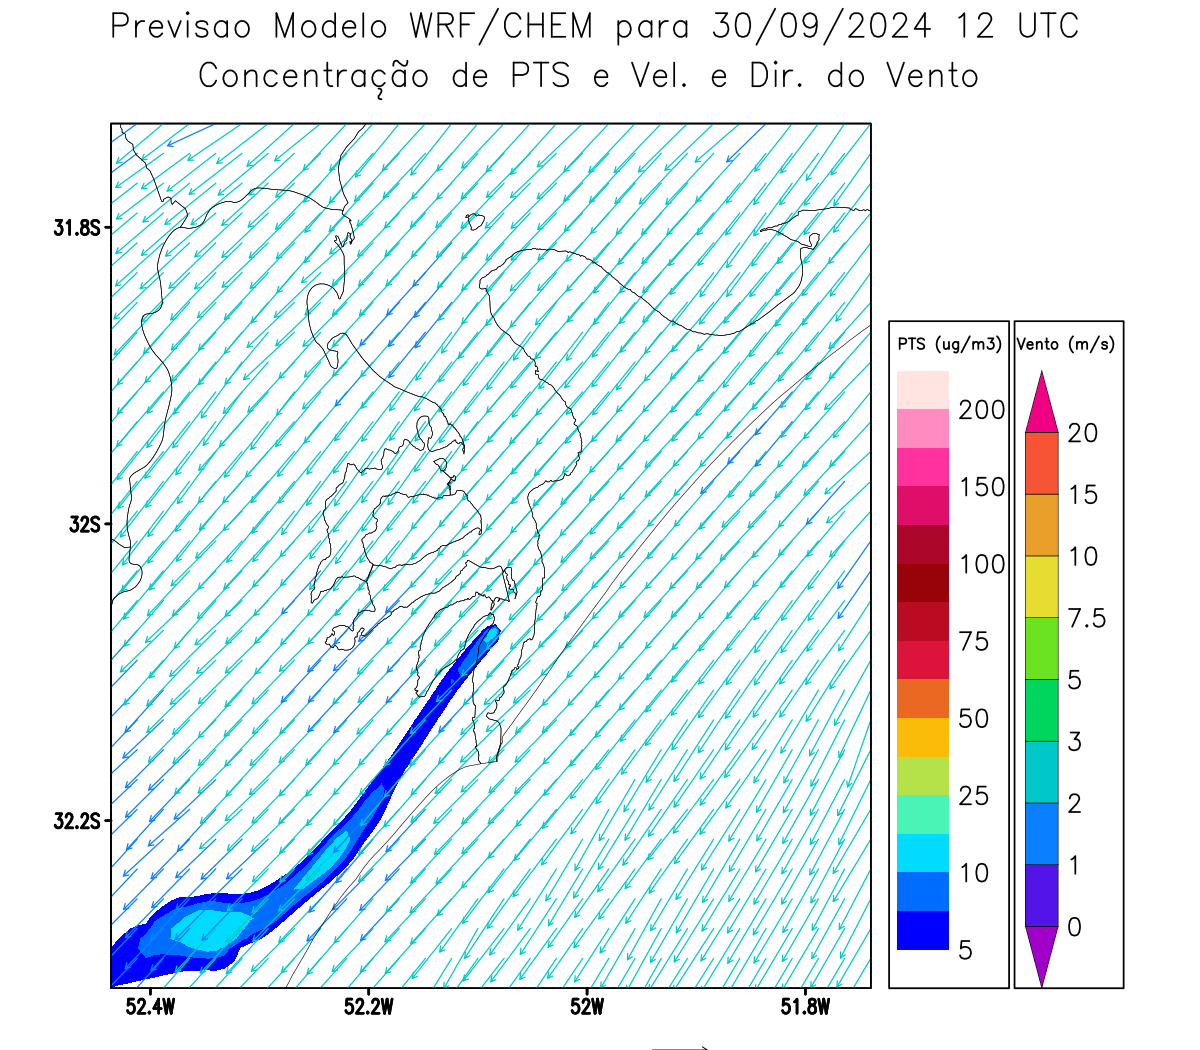 Previsao Modelo WRF/CHEM para 30/09/2024 12 UTC
Concentração de PTS e Vel. e Dir. do Vento
31.8S
32S
32.2S
52.4W 52.2W 52W 51.8W
PTS (ug/m3)
200
150
100
75
50
25
10
5
Vento (m/s)
20
15
10
7.5
5
3
2
1
0